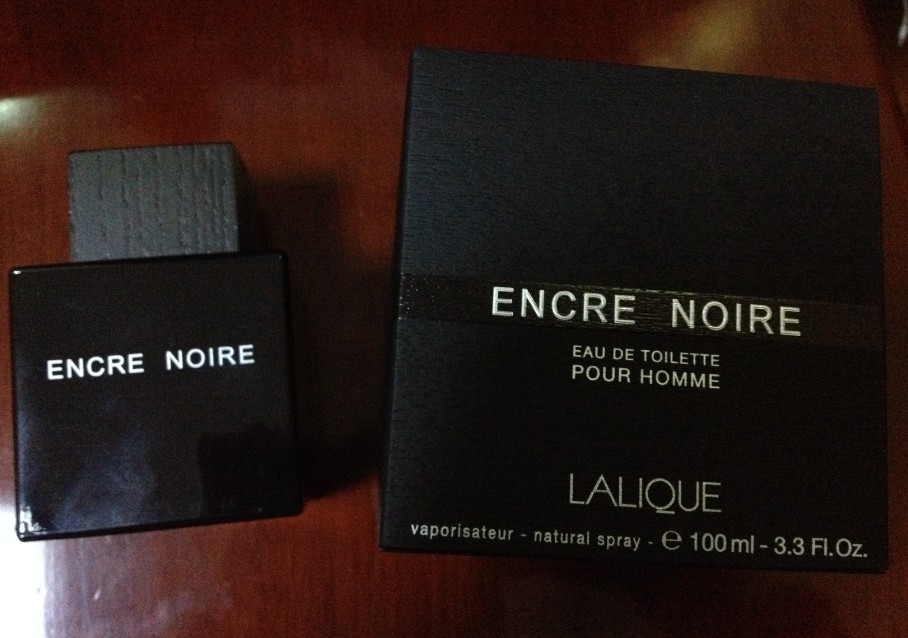 ENCRE NOIRE
ENCRE NOIRE
EAU DE TOILETTE
POUR HOMME
LALIQUE
vaporisateur - natural spray - ℮ 100 ml - 3.3 Fl.Oz.